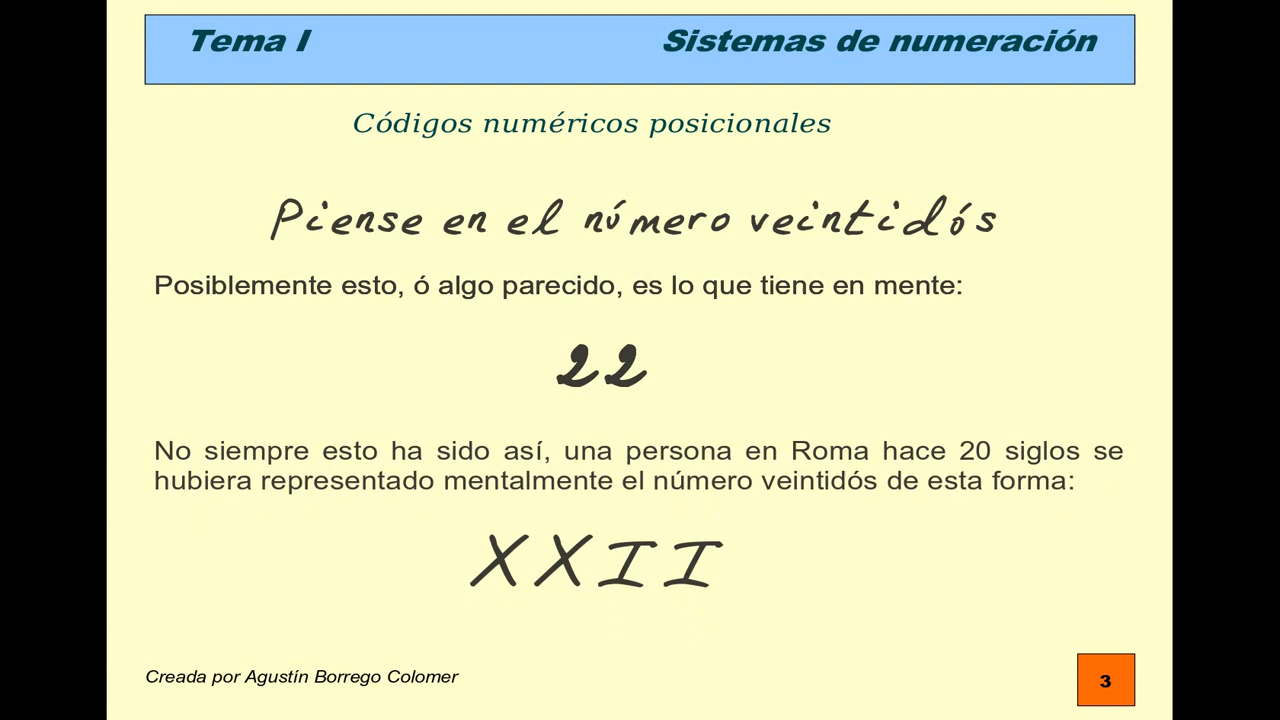 Tema I Sistemas de numeración
Códigos numéricos posicionales
Piense en el número veintidós
Posiblemente esto, ó algo parecido, es lo que tiene en mente:
22
No siempre esto ha sido así, una persona en Roma hace 20 siglos se
hubiera representado mentalmente el número veintidós de esta forma:
XXII
Creada por Agustín Borrego Colomer
3